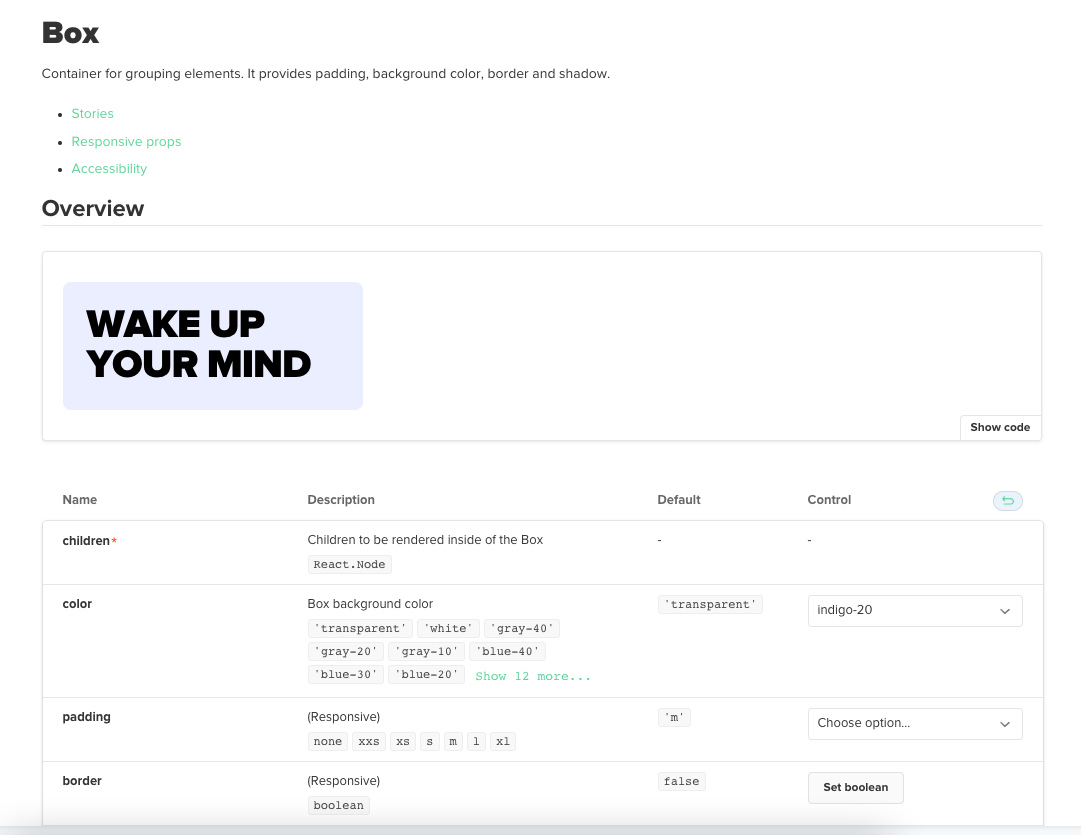 Box
Container for grouping elements. It provides padding, background color, border and shadow.
Stories
Responsive props
Accessibility
Overview
WAKE UP
YOUR MIND
Show code
Name Description Default Control
children* Children to be rendered inside of the Box - -
React.Node
color Box background color 'transparent' indigo-20
'transparent' 'white' 'gray-40'
'gray-20' 'gray-10' 'blue-40'
'blue-30' 'blue-20' Show 12 more...
padding (Responsive) 'm' Choose option...
none xxs xs s m l xl
border (Responsive) false Set boolean
boolean